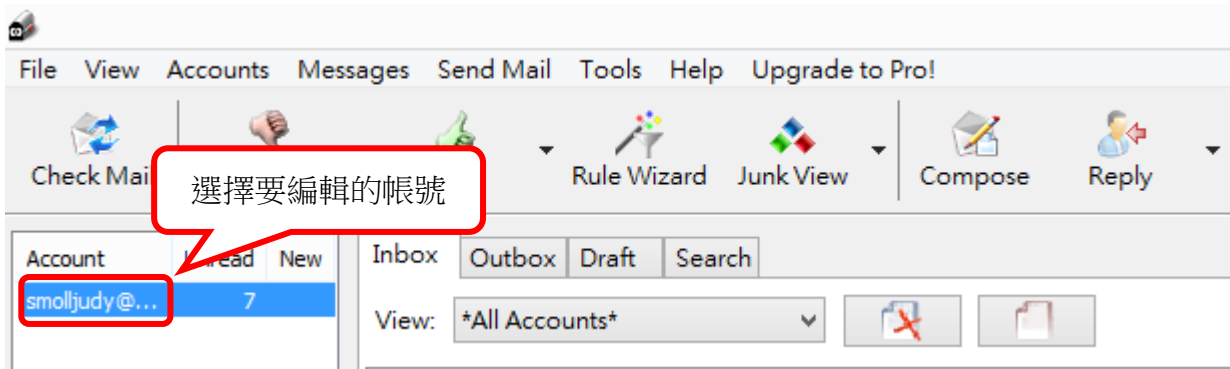 File View Accounts Messages Send Mail Tools Help Upgrade to Pro!
Check Mail Rule Wizard Junk View Compose Reply
選擇要編輯的帳號
Account New Inbox Outbox Draft Search
smolljudy@... 7
View: *All Accounts*